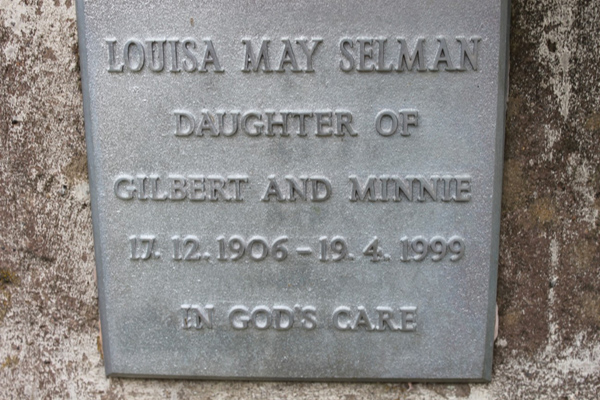 LOUISA MAY SELMAN
DAUGHTER OF
GILBERT AND MINNIE
17. 12. 1906 - 19. 4. 1999
IN GOD'S CARE